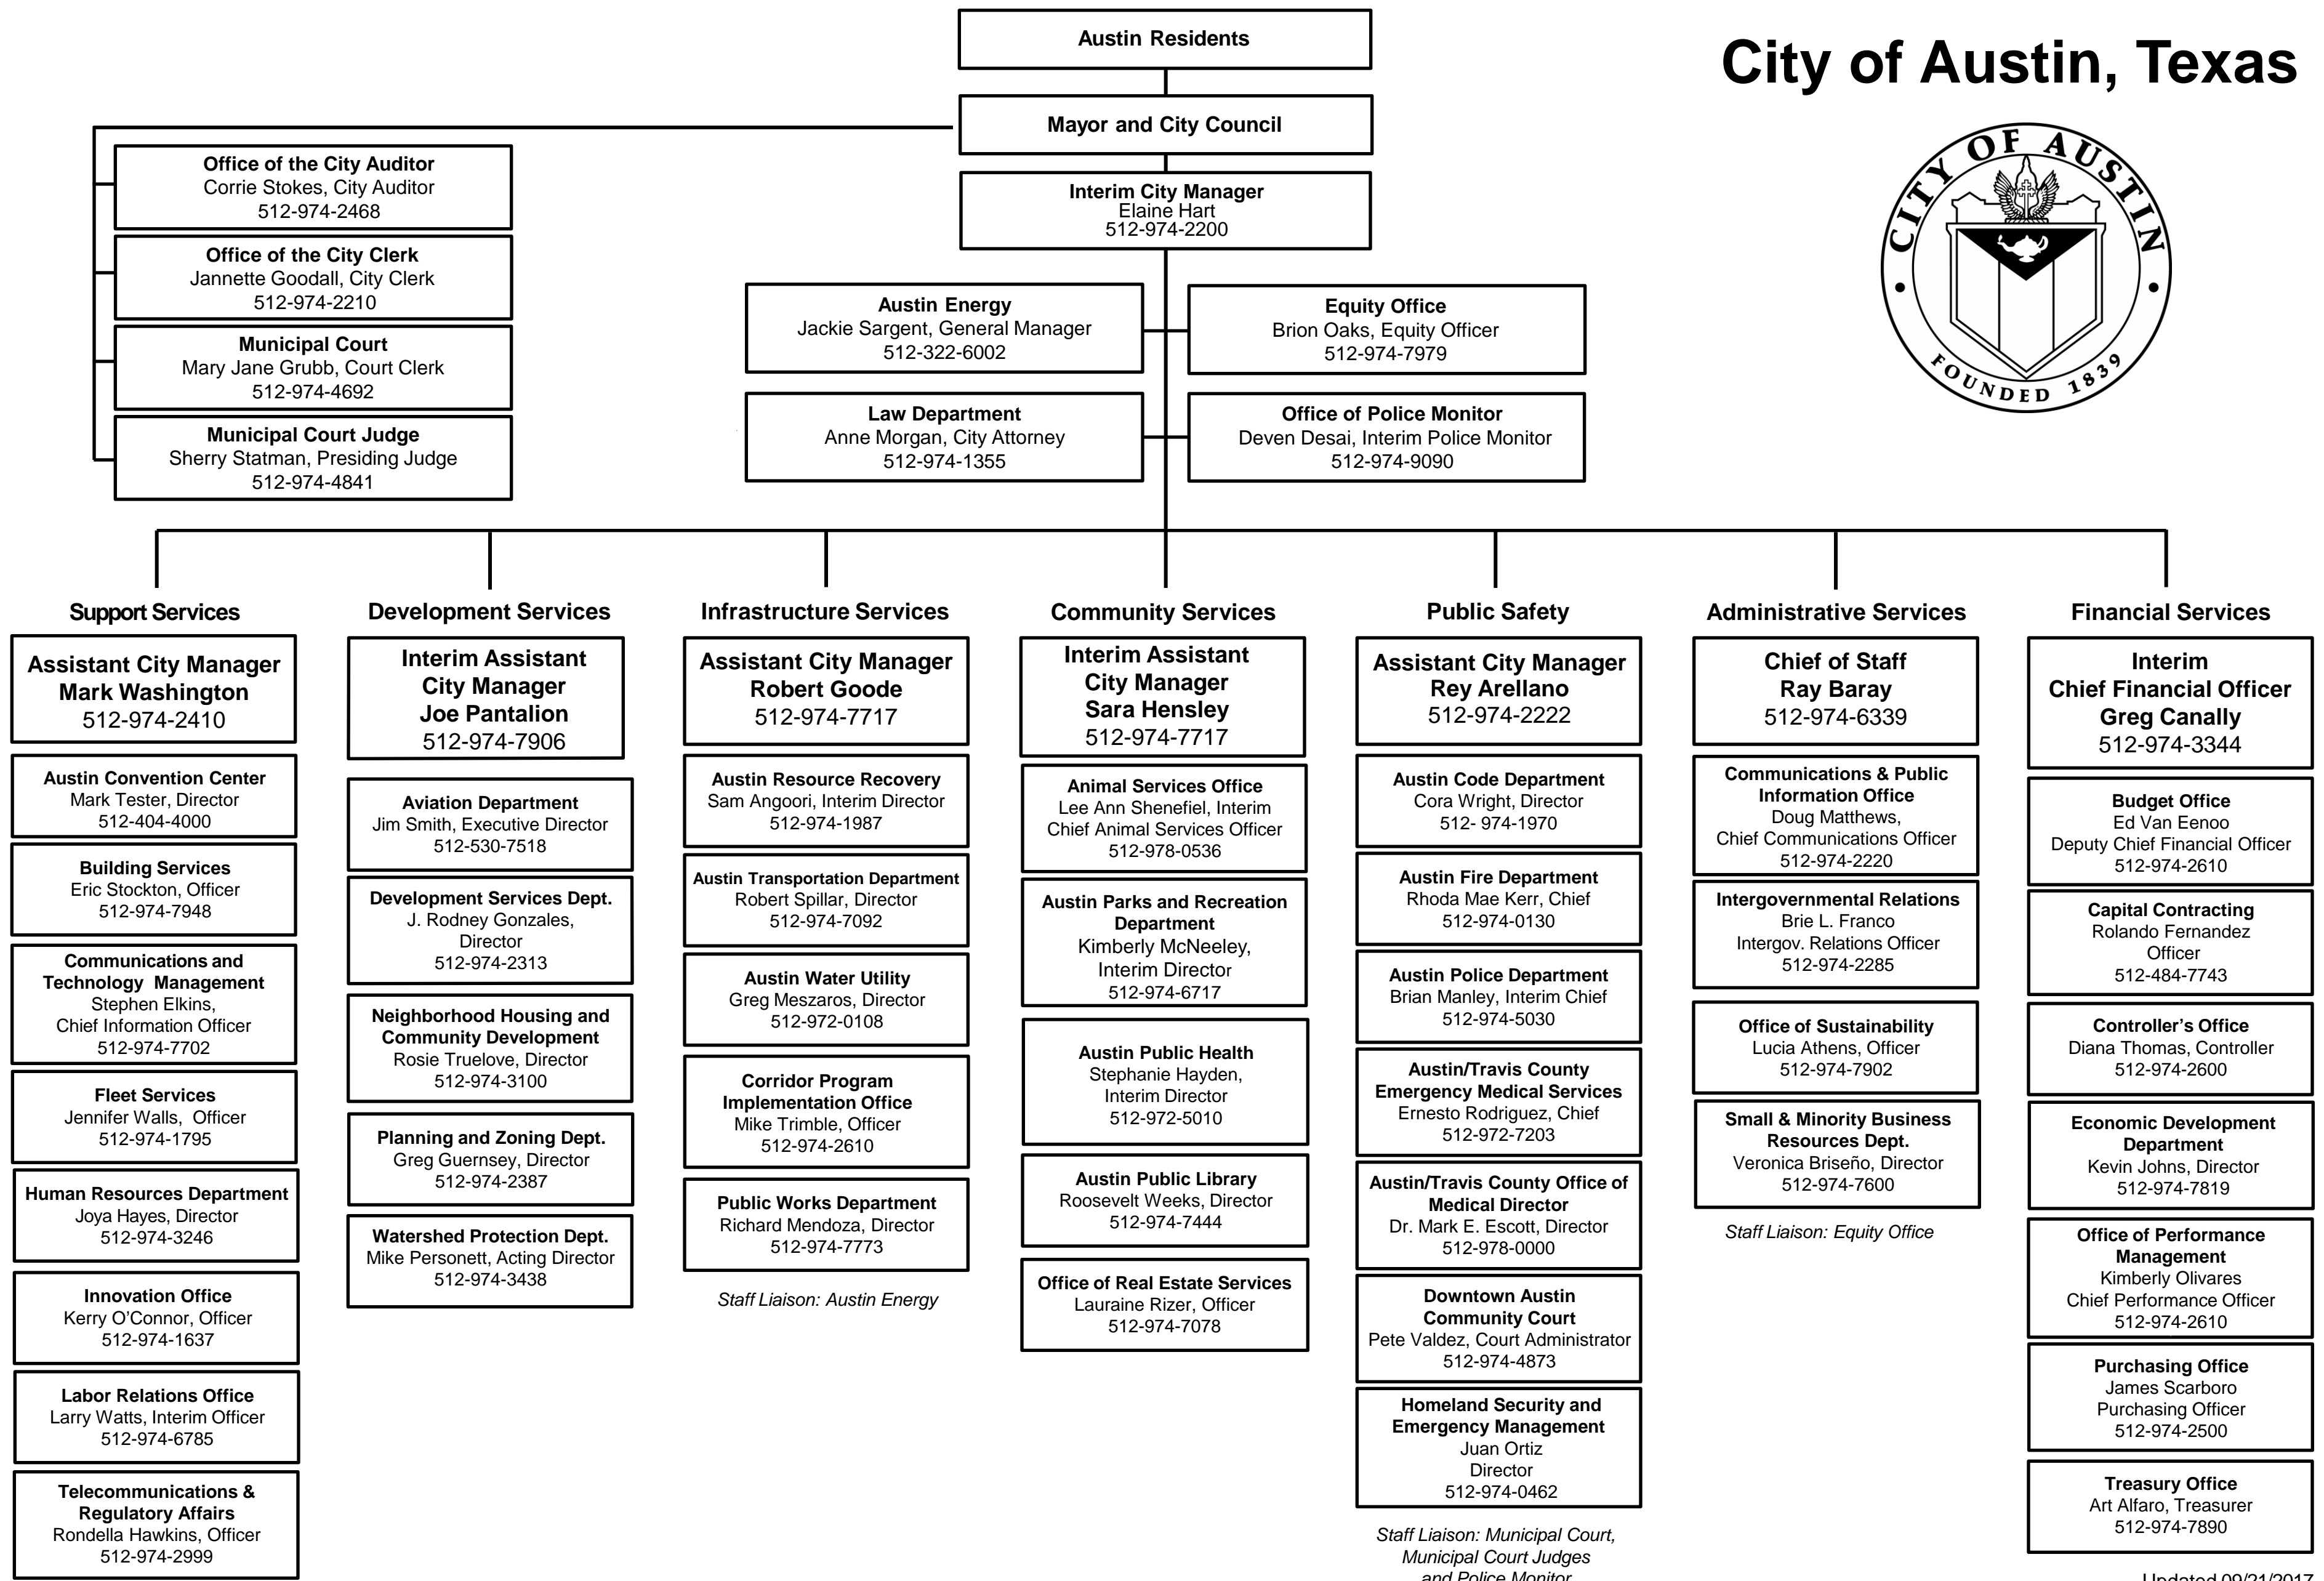 Austin Residents
City of Austin, Texas
CITY OF AUSTIN
FOUNDED 1839
Mayor and City Council
Interim City Manager
Elaine Hart
512-974-2200
Office of the City Auditor
Corrie Stokes, City Auditor
512-974-2468
Office of the City Clerk
Jannette Goodall, City Clerk
512-974-2210
Municipal Court
Mary Jane Grubb, Court Clerk
512-974-4692
Municipal Court Judge
Sherry Statman, Presiding Judge
512-974-4841
Austin Energy
Jackie Sargent, General Manager
512-322-6002
Equity Office
Brion Oaks, Equity Officer
512-974-7979
Law Department
Anne Morgan, City Attorney
512-974-1355
Office of Police Monitor
Deven Desai, Interim Police Monitor
512-974-9090
Support Services
Assistant City Manager
Mark Washington
512-974-2410
Austin Convention Center
Mark Tester, Director
512-404-4000
Building Services
Eric Stockton, Officer
512-974-7948
Communications and
Technology Management
Stephen Elkins,
Chief Information Officer
512-974-7702
Fleet Services
Jennifer Walls, Officer
512-974-1795
Human Resources Department
Joya Hayes, Director
512-974-3246
Innovation Office
Kerry O’Connor, Officer
512-974-1637
Labor Relations Office
Larry Watts, Interim Officer
512-974-6785
Telecommunications &
Regulatory Affairs
Rondella Hawkins, Officer
512-974-2999
Development Services
Interim Assistant
City Manager
Joe Pantalion
512-974-7906
Aviation Department
Jim Smith, Executive Director
512-530-7518
Development Services Dept.
J. Rodney Gonzales,
Director
512-974-2313
Neighborhood Housing and
Community Development
Rosie Truelove, Director
512-974-3100
Planning and Zoning Dept.
Greg Guernsey, Director
512-974-2387
Watershed Protection Dept.
Mike Personett, Acting Director
512-974-3438
Infrastructure Services
Assistant City Manager
Robert Goode
512-974-7717
Austin Resource Recovery
Sam Angoori, Interim Director
512-974-1987
Austin Transportation Department
Robert Spillar, Director
512-974-7092
Austin Water Utility
Greg Meszaros, Director
512-972-0108
Corridor Program
Implementation Office
Mike Trimble, Officer
512-974-2610
Public Works Department
Richard Mendoza, Director
512-974-7773
Staff Liaison: Austin Energy
Community Services
Interim Assistant
City Manager
Sara Hensley
512-974-7717
Animal Services Office
Lee Ann Shenefiel, Interim
Chief Animal Services Officer
512-978-0536
Austin Parks and Recreation
Department
Kimberly McNeeley,
Interim Director
512-974-6717
Austin Public Health
Stephanie Hayden,
Interim Director
512-972-5010
Austin Public Library
Roosevelt Weeks, Director
512-974-7444
Office of Real Estate Services
Lauraine Rizer, Officer
512-974-7078
Public Safety
Assistant City Manager
Rey Arellano
512-974-2222
Austin Code Department
Cora Wright, Director
512- 974-1970
Austin Fire Department
Rhoda Mae Kerr, Chief
512-974-0130
Austin Police Department
Brian Manley, Interim Chief
512-974-5030
Austin/Travis County
Emergency Medical Services
Ernesto Rodriguez, Chief
512-972-7203
Austin/Travis County Office of
Medical Director
Dr. Mark E. Escott, Director
512-978-0000
Downtown Austin
Community Court
Pete Valdez, Court Administrator
512-974-4873
Homeland Security and
Emergency Management
Juan Ortiz
Director
512-974-0462
Staff Liaison: Municipal Court,
Municipal Court Judges
and Police Monitor
Administrative Services
Chief of Staff
Ray Baray
512-974-6339
Communications & Public
Information Office
Doug Matthews,
Chief Communications Officer
512-974-2220
Intergovernmental Relations
Brie L. Franco
Intergov. Relations Officer
512-974-2285
Office of Sustainability
Lucia Athens, Officer
512-974-7902
Small & Minority Business
Resources Dept.
Veronica Briseño, Director
512-974-7600
Staff Liaison: Equity Office
Financial Services
Interim
Chief Financial Officer
Greg Canally
512-974-3344
Budget Office
Ed Van Eenoo
Deputy Chief Financial Officer
512-974-2610
Capital Contracting
Rolando Fernandez
Officer
512-484-7743
Controller’s Office
Diana Thomas, Controller
512-974-2600
Economic Development
Department
Kevin Johns, Director
512-974-7819
Office of Performance
Management
Kimberly Olivares
Chief Performance Officer
512-974-2610
Purchasing Office
James Scarboro
Purchasing Officer
512-974-2500
Treasury Office
Art Alfaro, Treasurer
512-974-7890
Updated 09/21/2017